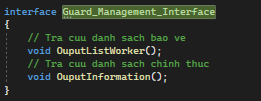 interface Guard_Management_Interface
{
// Tra cuu danh sach bao ve
void OuputListWorker();
// Tra cuu danh sach chinh thuc
void OuputInformation();
}